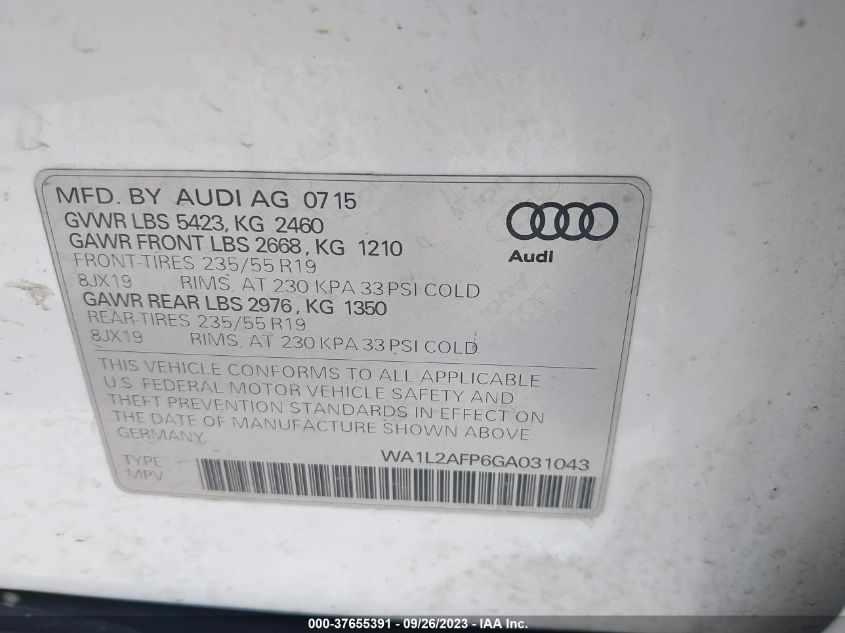 MFD. BY AUDI AG 07 15
GVWR LBS 5423, KG 2460
GAWR FRONT LBS 2668, KG 1210
FRONT-TIRES 235/55 R19
8JX19 RIMS, AT 230 KPA 33 PSI COLD
GAWR REAR LBS 2976, KG 1350
REAR-TIRES 235/55 R19
8JX19 RIMS, AT 230 KPA 33 PSI COLD
Audi
THIS VEHICLE CONFORMS TO ALL APPLICABLE
U.S. FEDERAL MOTOR VEHICLE SAFETY AND
THEFT PREVENTION STANDARDS IN EFFECT ON
THE DATE OF MANUFACTURE SHOWN ABOVE.
GERMANY
WA1L2AFP6GA031043
TYPE
MPV
000-37655391 - 09/26/2023 - IAA Inc.